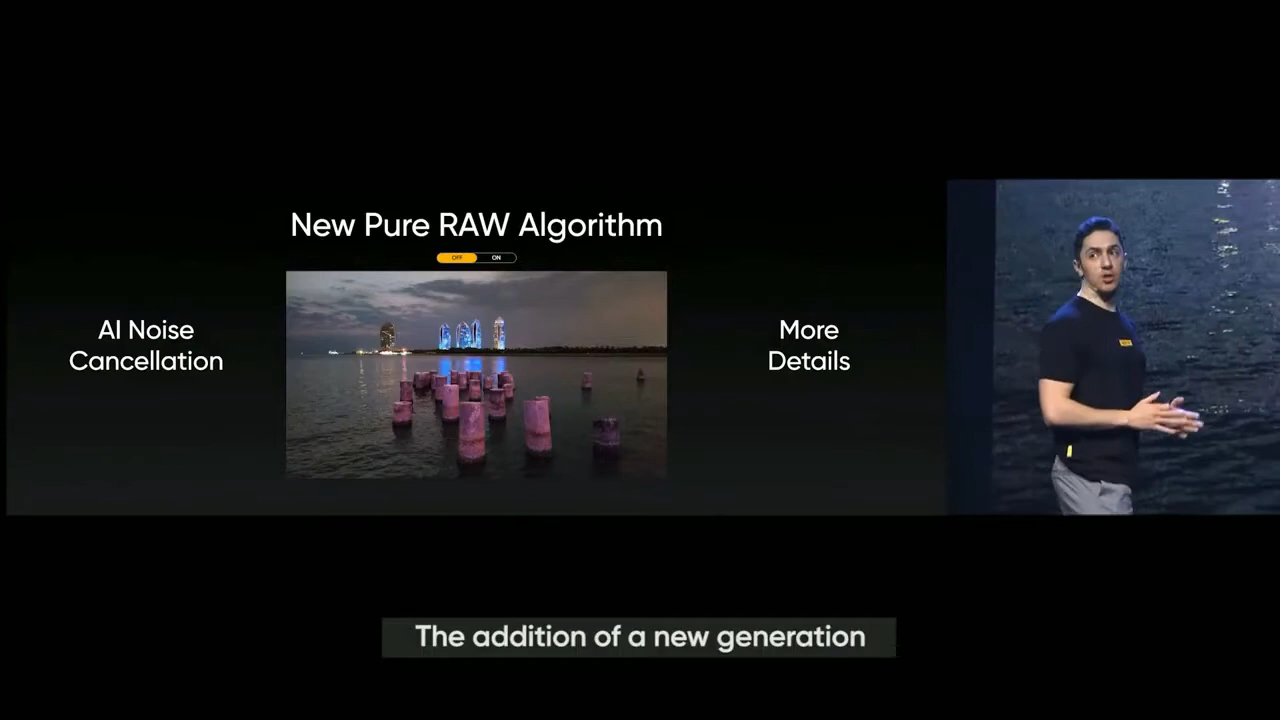 New Pure RAW Algorithm
OFF ON
AI Noise
Cancellation
More
Details
The addition of a new generation